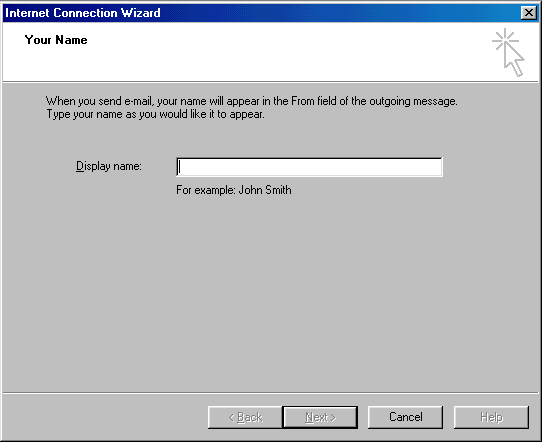 Internet Connection Wizard
Your Name
When you send e-mail, your name will appear in the From field of the outgoing message.
Type your name as you would like it to appear.
Display name:
For example: John Smith
< Back Next > Cancel Help